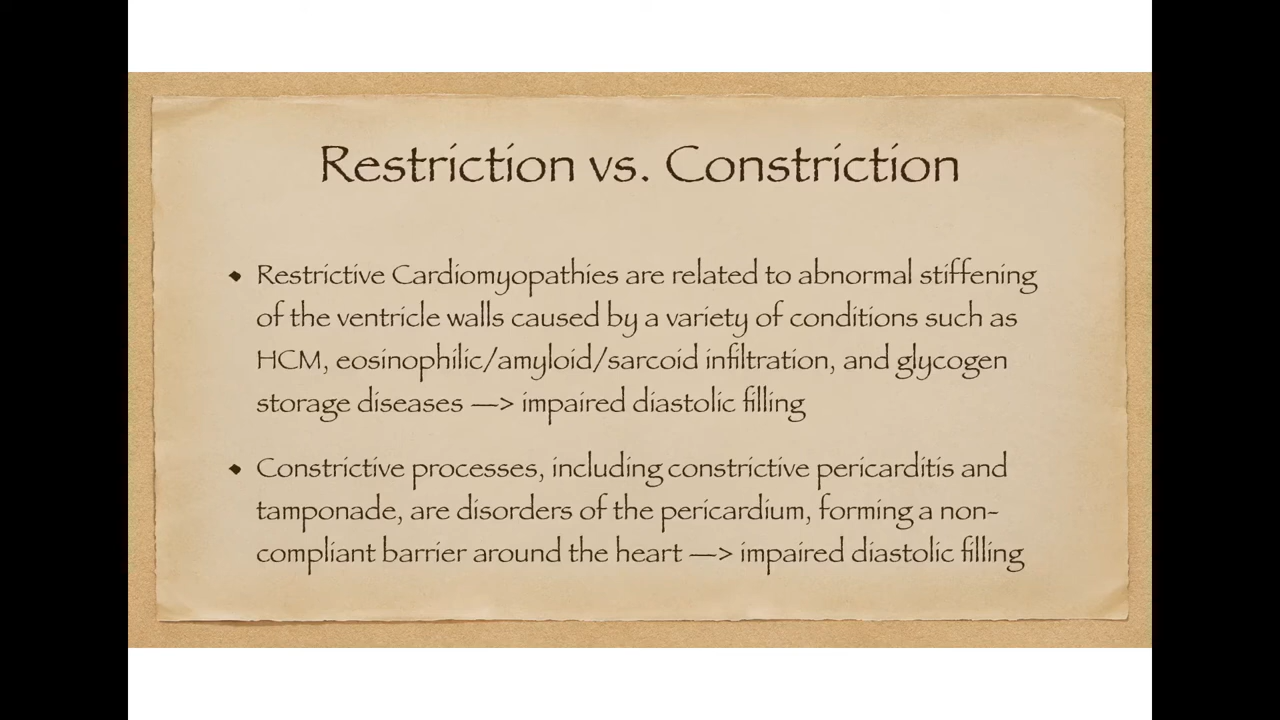 Restriction vs. Constriction
• Restrictive Cardiomyopathies are related to abnormal stiffening
of the ventricle walls caused by a variety of conditions such as
HCM, eosinophilic/amyloid/sarcoid infiltration, and glycogen
storage diseases —> impaired diastolic filling
• Constrictive processes, including constrictive pericarditis and
tamponade, are disorders of the pericardium, forming a non-
compliant barrier around the heart —> impaired diastolic filling